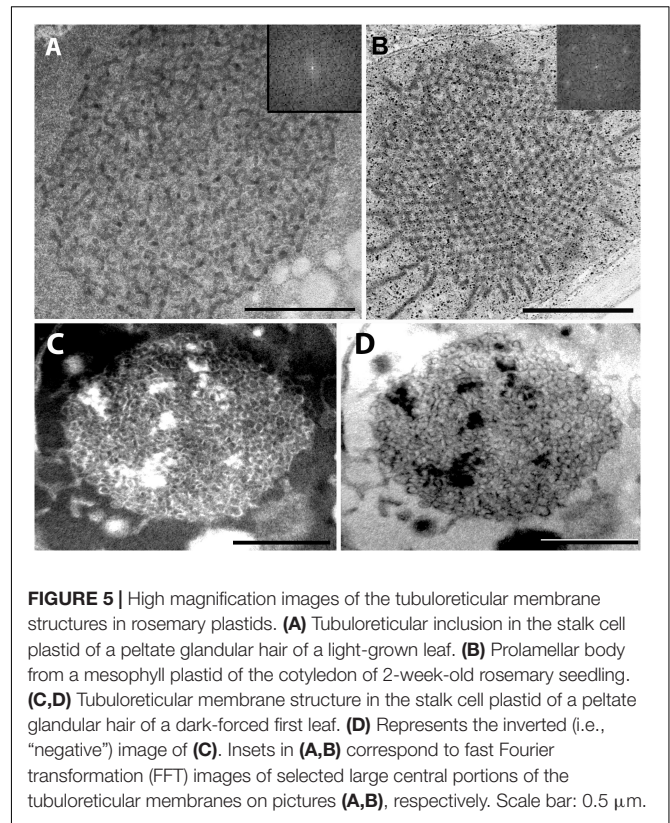 A
B
C
D
FIGURE 5 | High magnification images of the tubuloreticular membrane
structures in rosemary plastids. (A) Tubuloreticular inclusion in the stalk cell
plastid of a peltate glandular hair of a light-grown leaf. (B) Prolamellar body
from a mesophyll plastid of the cotyledon of 2-week-old rosemary seedling.
(C,D) Tubuloreticular membrane structure in the stalk cell plastid of a peltate
glandular hair of a dark-forced first leaf. (D) Represents the inverted (i.e.,
“negative”) image of (C). Insets in (A,B) correspond to fast Fourier
transformation (FFT) images of selected large central portions of the
tubuloreticular membranes on pictures (A,B), respectively. Scale bar: 0.5 μm.